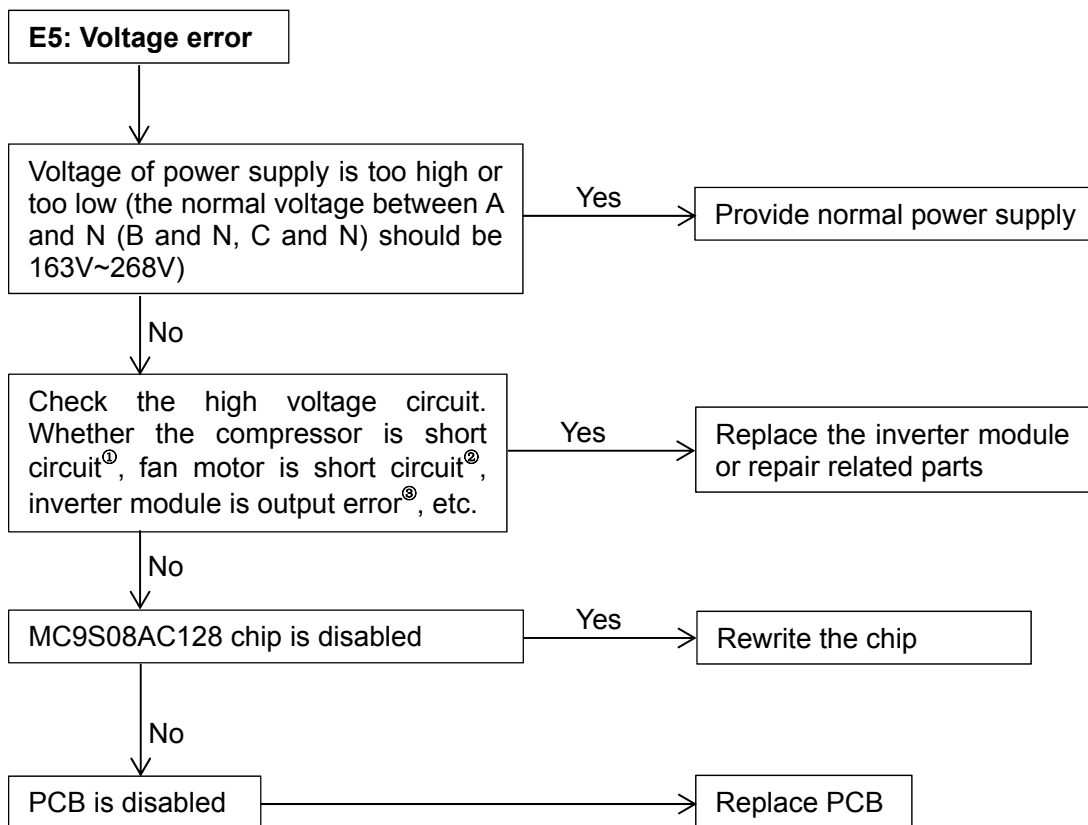 E5: Voltage error
Voltage of power supply is too high or
too low (the normal voltage between A
and N (B and N, C and N) should be
163V~268V)
Yes
Provide normal power supply
No
Check the high voltage circuit.
Whether the compressor is short
circuit①, fan motor is short circuit②,
inverter module is output error③, etc.
Yes
Replace the inverter module
or repair related parts
No
MC9S08AC128 chip is disabled
Yes
Rewrite the chip
No
PCB is disabled
Replace PCB